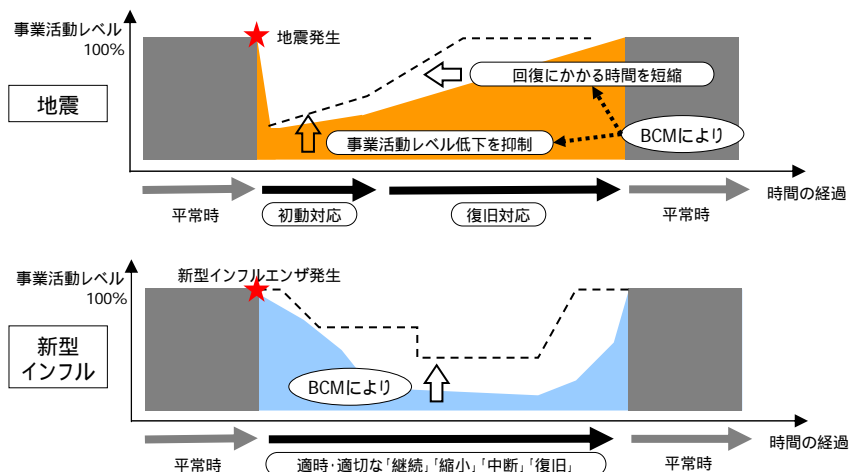 事業活動レベル
100%
地震発生
地震
回復にかかる時間を短縮
BCMにより
事業活動レベル低下を抑制
時間の経過
平常時
初動対応
復旧対応
平常時
事業活動レベル
100%
新型インフルエンザ発生
新型
インフル
BCMにより
時間の経過
平常時
適時・適切な｢継続｣｢縮小｣｢中断｣｢復旧｣
平常時